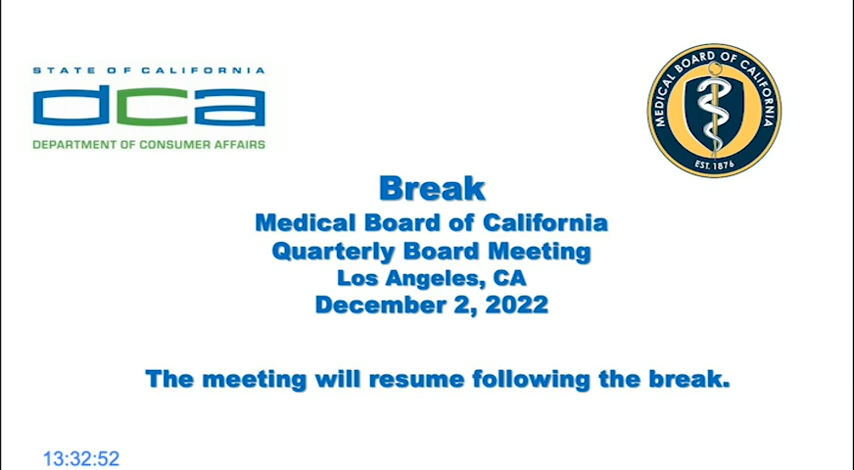 STATE OF CALIFORNIA
dca
DEPARTMENT OF CONSUMER AFFAIRS
MEDICAL BOARD OF CALIFORNIA
EST. 1876
Break
Medical Board of California
Quarterly Board Meeting
Los Angeles, CA
December 2, 2022
The meeting will resume following the break.
13:32:52